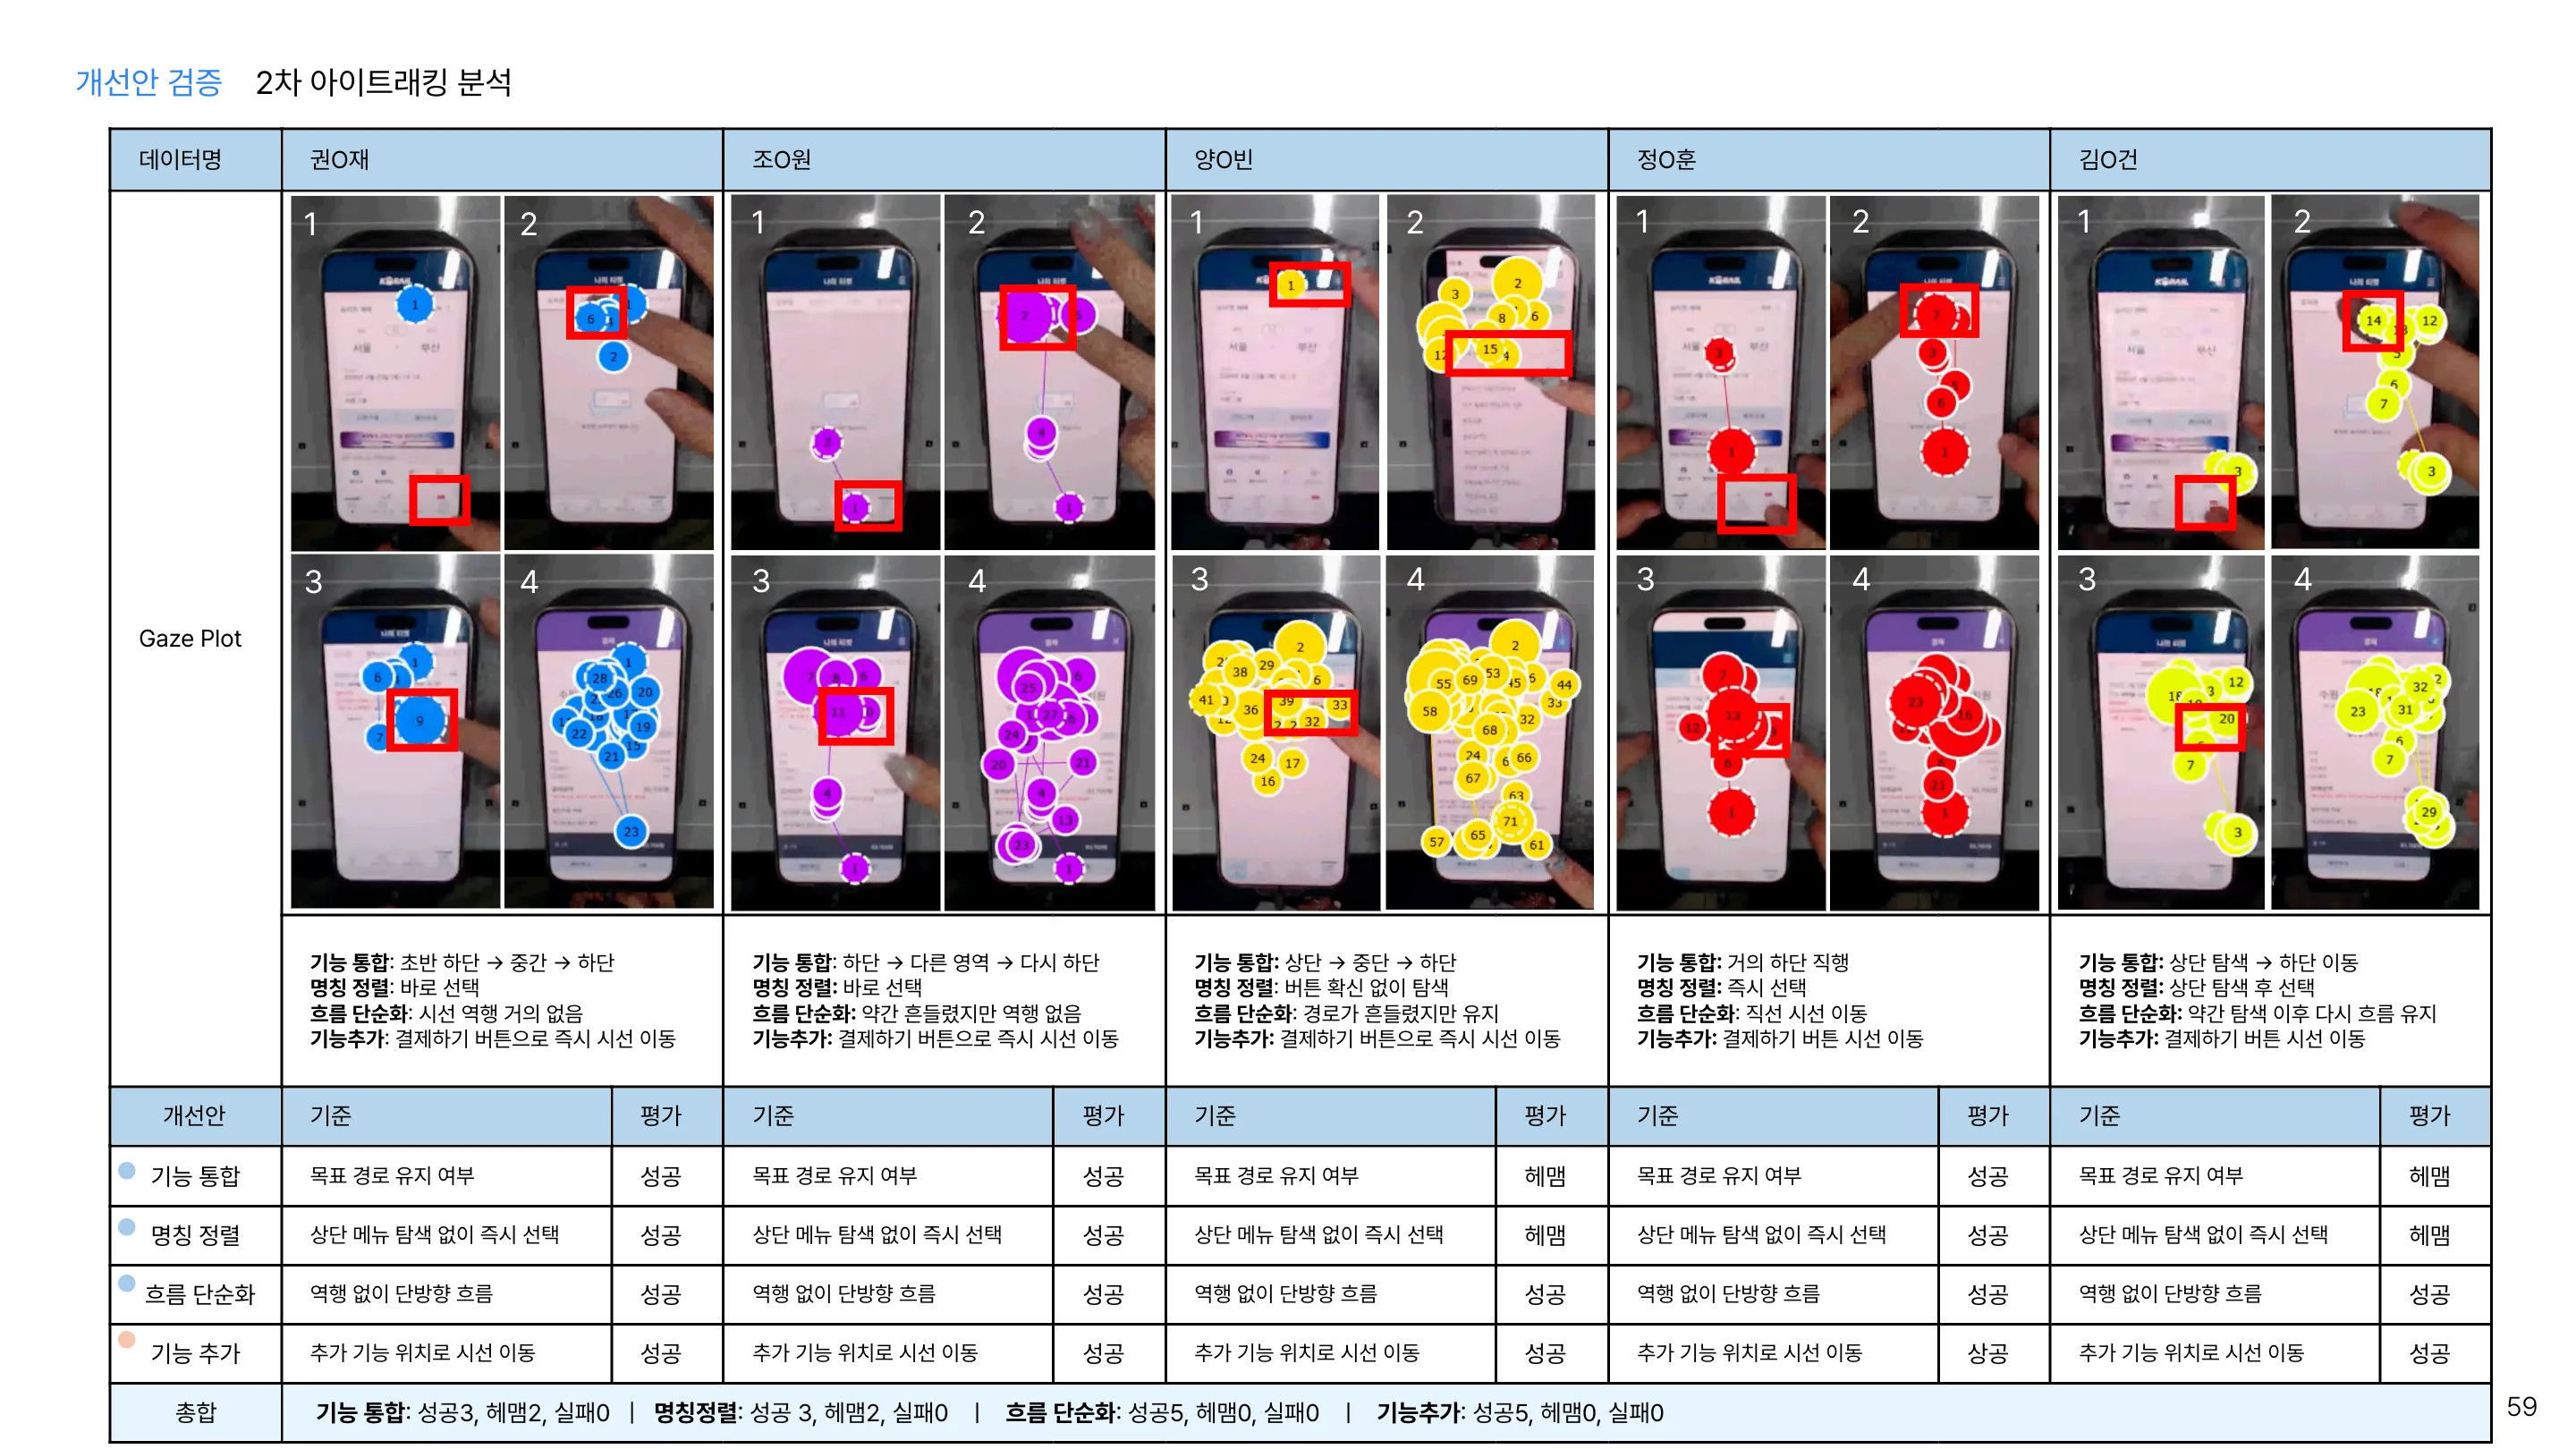 개선안 검증 2차 아이트래킹 분석
데이터명 권O재 조O원 양O빈 정O훈 김O건
Gaze Plot
1 2 1 2 1 2 1 2 1 2
3 4 3 4 3 4 3 4 3 4
기능 통합: 초반 하단 → 중간 → 하단
명칭 정렬: 바로 선택
흐름 단순화: 시선 역행 거의 없음
기능추가: 결제하기 버튼으로 즉시 시선 이동
기능 통합: 하단 → 다른 영역 → 다시 하단
명칭 정렬: 바로 선택
흐름 단순화: 약간 흔들렸지만 역행 없음
기능추가: 결제하기 버튼으로 즉시 시선 이동
기능 통합: 상단 → 중단 → 하단
명칭 정렬: 버튼 확신 없이 탐색
흐름 단순화: 경로가 흔들렸지만 유지
기능추가: 결제하기 버튼으로 즉시 시선 이동
기능 통합: 거의 하단 직행
명칭 정렬: 즉시 선택
흐름 단순화: 직선 시선 이동
기능추가: 결제하기 버튼 시선 이동
기능 통합: 상단 탐색 → 하단 이동
명칭 정렬: 상단 탐색 후 선택
흐름 단순화: 약간 탐색 이후 다시 흐름 유지
기능추가: 결제하기 버튼 시선 이동
개선안 기준 평가 기준 평가 기준 평가 기준 평가 기준 평가
기능 통합 목표 경로 유지 여부 성공 목표 경로 유지 여부 성공 목표 경로 유지 여부 헤맴 목표 경로 유지 여부 성공 목표 경로 유지 여부 헤맴
명칭 정렬 상단 메뉴 탐색 없이 즉시 선택 성공 상단 메뉴 탐색 없이 즉시 선택 성공 상단 메뉴 탐색 없이 즉시 선택 헤맴 상단 메뉴 탐색 없이 즉시 선택 성공 상단 메뉴 탐색 없이 즉시 선택 헤맴
흐름 단순화 역행 없이 단방향 흐름 성공 역행 없이 단방향 흐름 성공 역행 없이 단방향 흐름 성공 역행 없이 단방향 흐름 성공 역행 없이 단방향 흐름 성공
기능 추가 추가 기능 위치로 시선 이동 성공 추가 기능 위치로 시선 이동 성공 추가 기능 위치로 시선 이동 성공 추가 기능 위치로 시선 이동 상공 추가 기능 위치로 시선 이동 성공
총합 기능 통합: 성공3, 헤맴2, 실패0 | 명칭정렬: 성공 3, 헤맴2, 실패0 | 흐름 단순화: 성공5, 헤맴0, 실패0 | 기능추가: 성공5, 헤맴0, 실패0
59